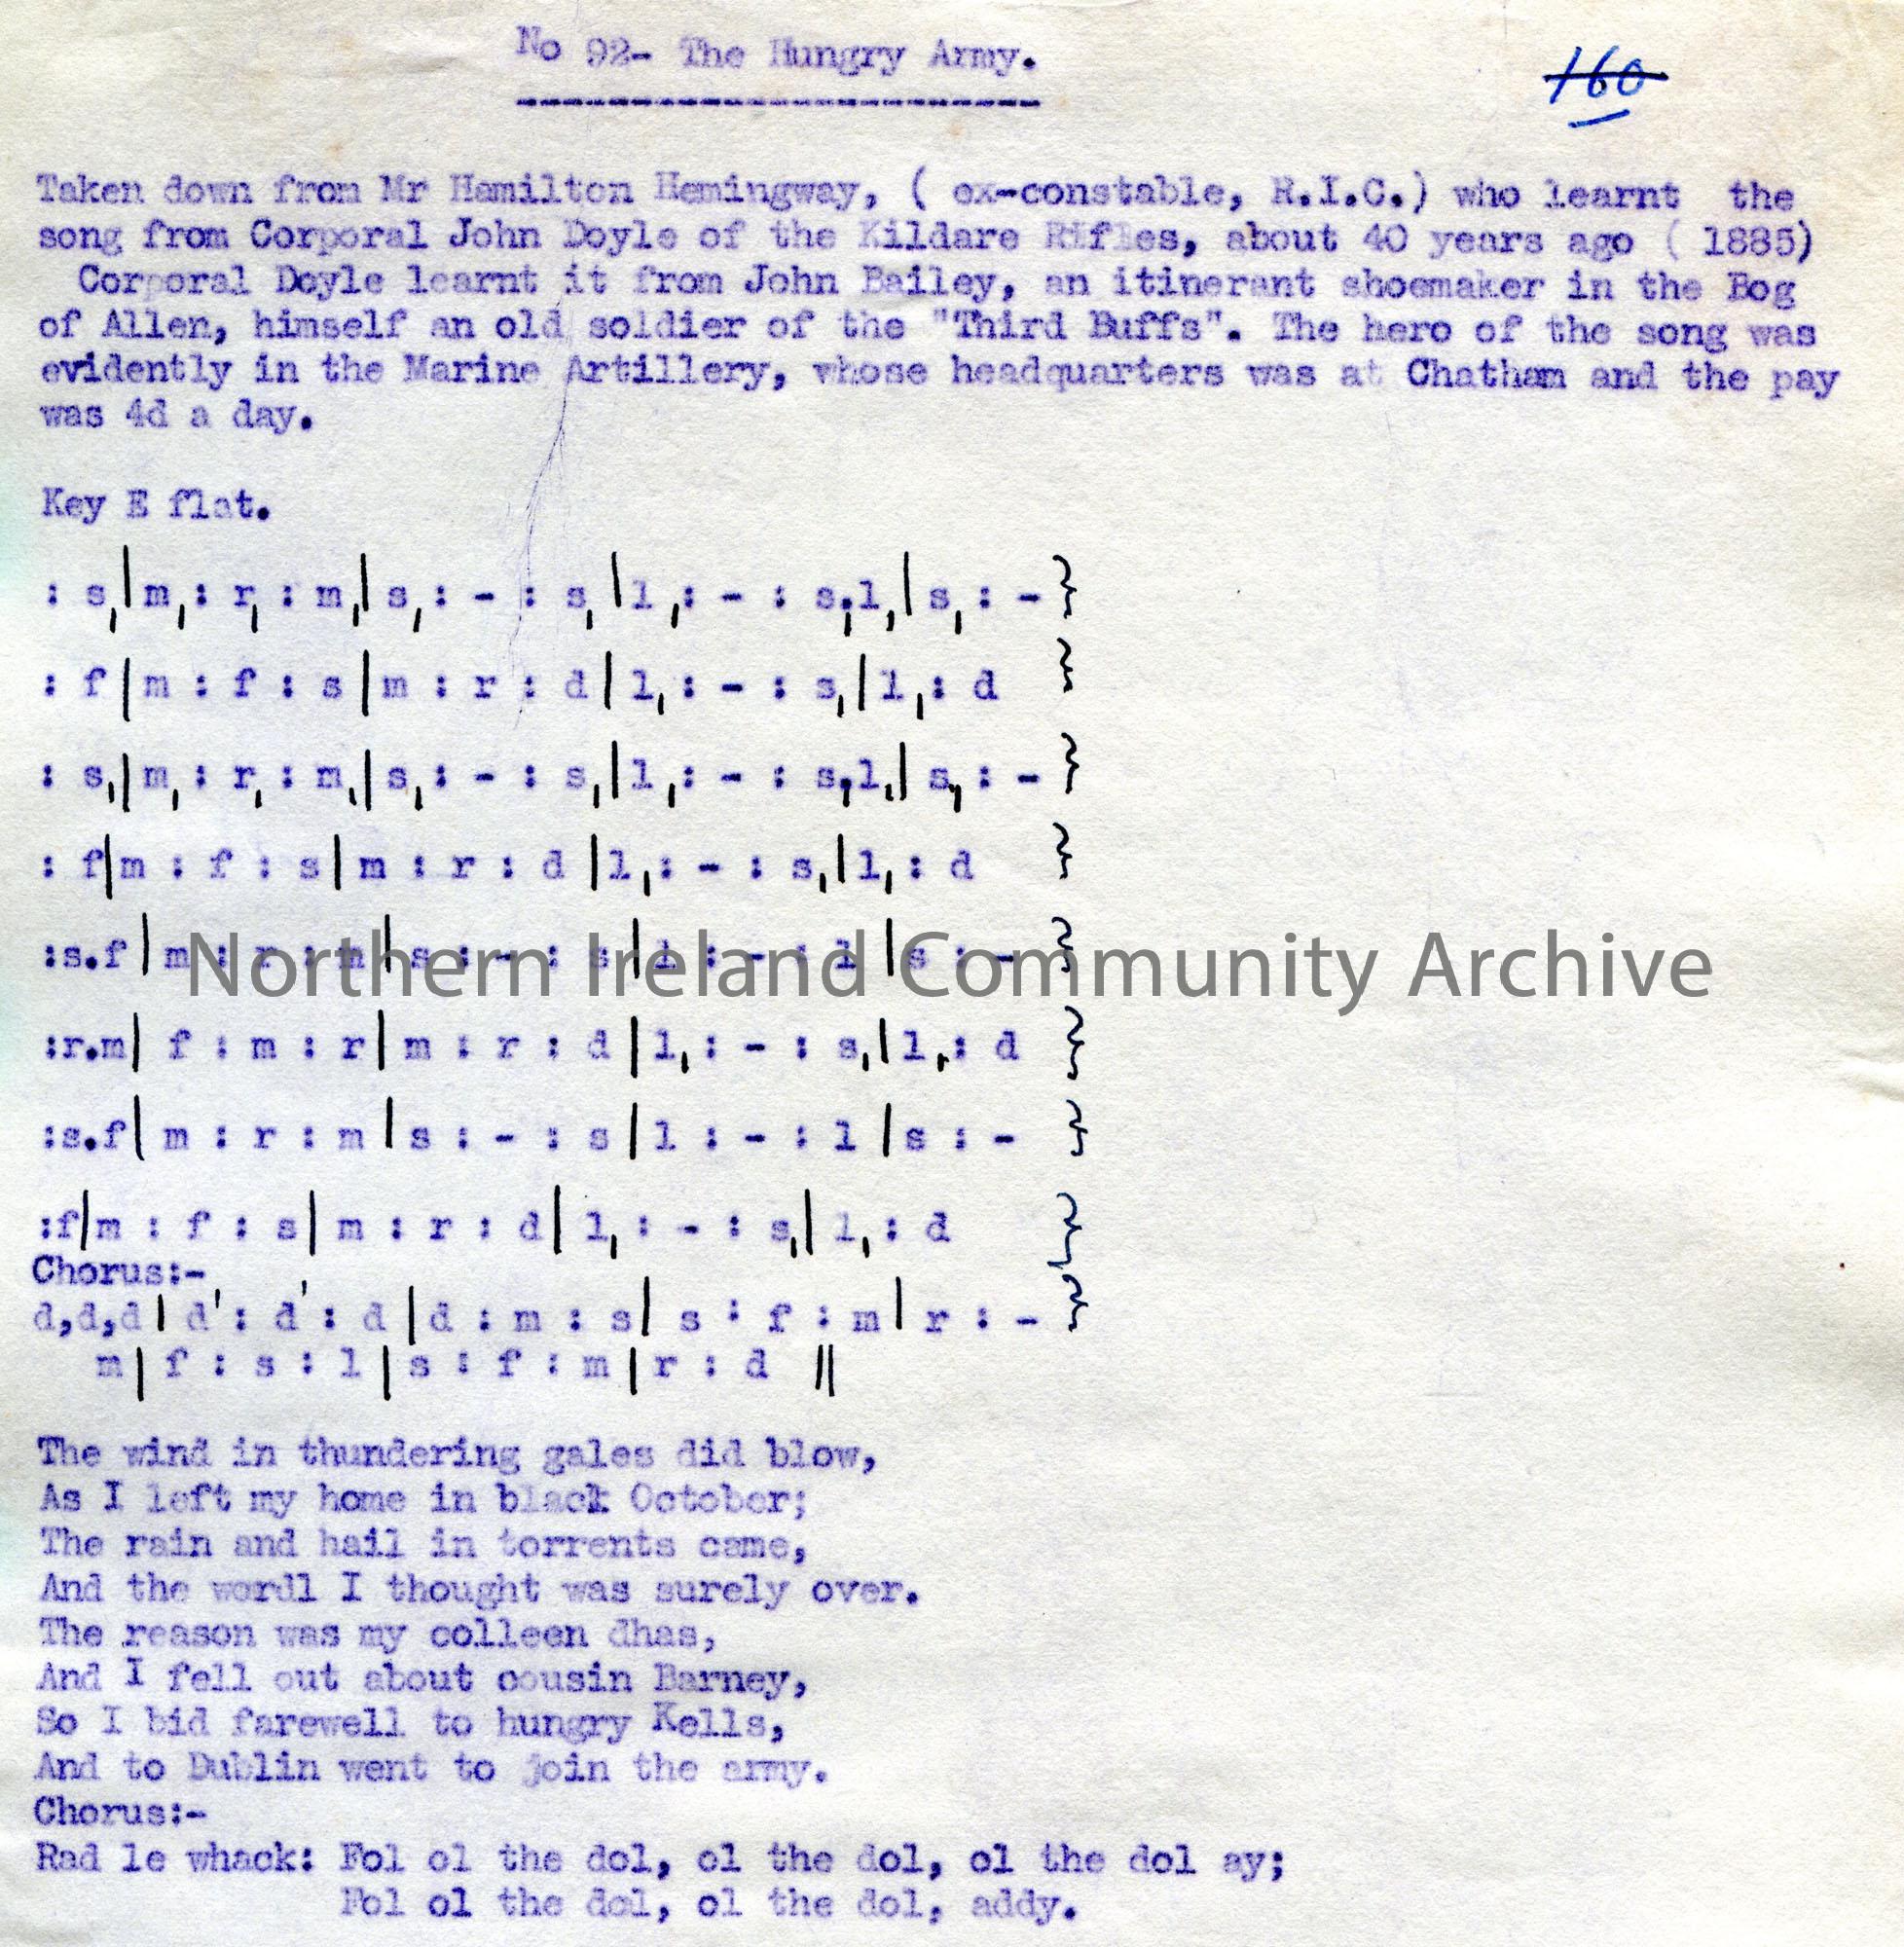 No 92- The Hungry Army.
160
Taken down from Mr Hamilton Hemingway, ( ex-constable, R.I.C.) who learnt the
song from Corporal John Doyle of the Kildare Rifles, about 40 years ago ( 1885)
Corporal Doyle learnt it from John Bailey, an itinerant shoemaker in the Bog
of Allen, himself an old soldier of the "Third Buffs". The hero of the song was
evidently in the Marine Artillery, whose headquarters was at Chatham and the pay
was 4d a day.
Key E flat.
: s,|m,: r, : m,|s,: - : s,|l,: - : s,.l,|s,: - }
: f|m : f : s|m : r : d|l,: - : s,|l,: d }
: s,|m, : r, : m,|s,: - : s,|l,: - : s,.l,|s, : - }
: f|m : f : s|m : r : d|l,: - : s,|l,: d }
:s.f|m : r : m|s : - : s|l : - : l|s : - }
:r.m|f : m : r|m : r : d|l,: - : s,|l,: d }
:s.f|m : r : m|s : - : s|l : - : l|s : - }
:f|m : f : s|m : r : d|l, : - : s,|l,: d }
Chorus:-
d,d,d|d': d': d|d : m : s|s : f : m|r : - }
m|f : s : l|s : f : m|r : d ||
The wind in thundering gales did blow,
As I left my home in black October;
The rain and hail in torrents came,
And the wordl I thought was surely over.
The reason was my colleen dhas,
And I fell out about cousin Barney,
So I bid farewell to hungry Kells,
And to Dublin went to join the army.
Chorus:-
Rad le whack: Fol ol the dol, ol the dol, ol the dol ay;
Fol ol the dol, ol the dol, addy.
Northern Ireland Community Archive